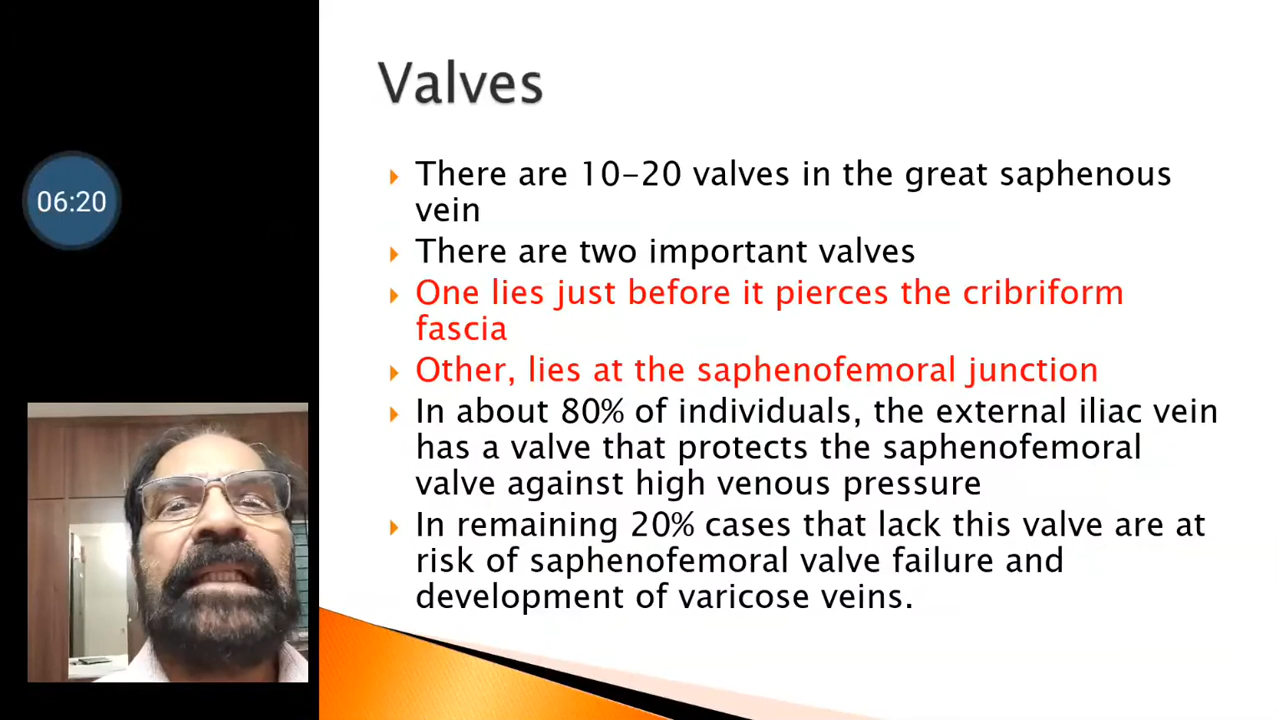 Valves
06:20
There are 10-20 valves in the great saphenous
vein
There are two important valves
One lies just before it pierces the cribriform
fascia
Other, lies at the saphenofemoral junction
In about 80% of individuals, the external iliac vein
has a valve that protects the saphenofemoral
valve against high venous pressure
In remaining 20% cases that lack this valve are at
risk of saphenofemoral valve failure and
development of varicose veins.